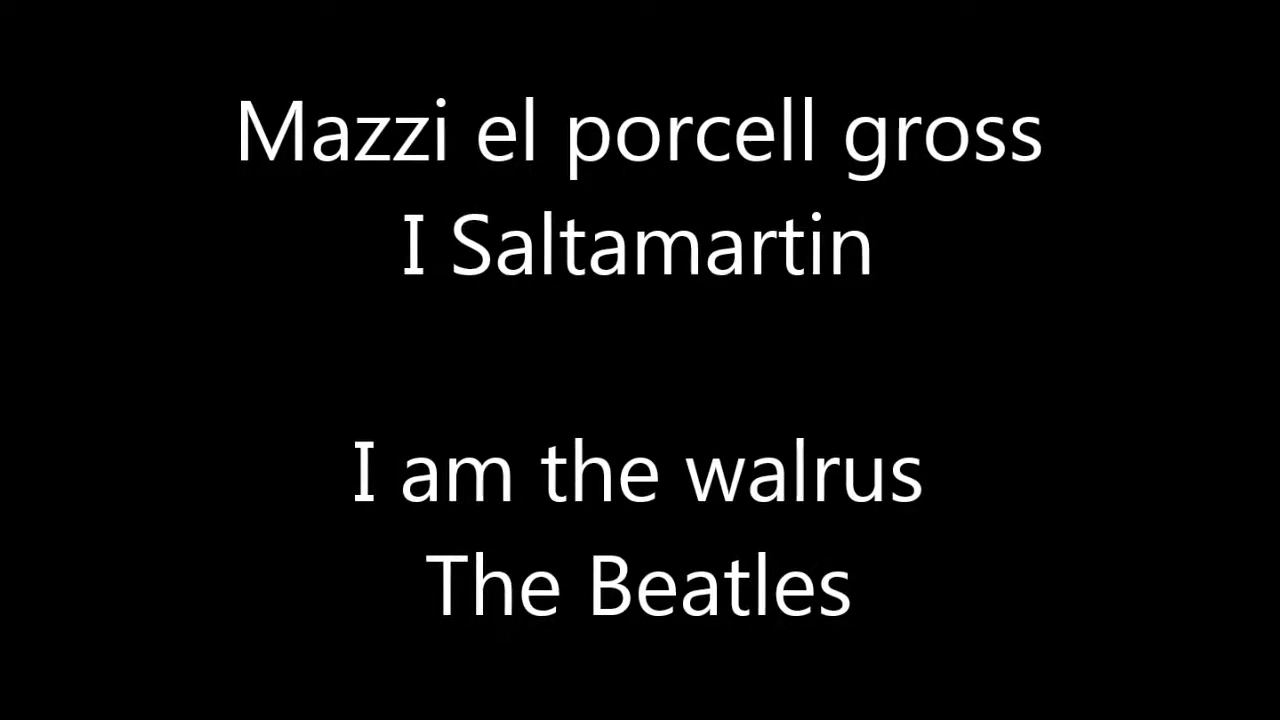 Mazzi el porcell gross
I Saltamartin
I am the walrus
The Beatles